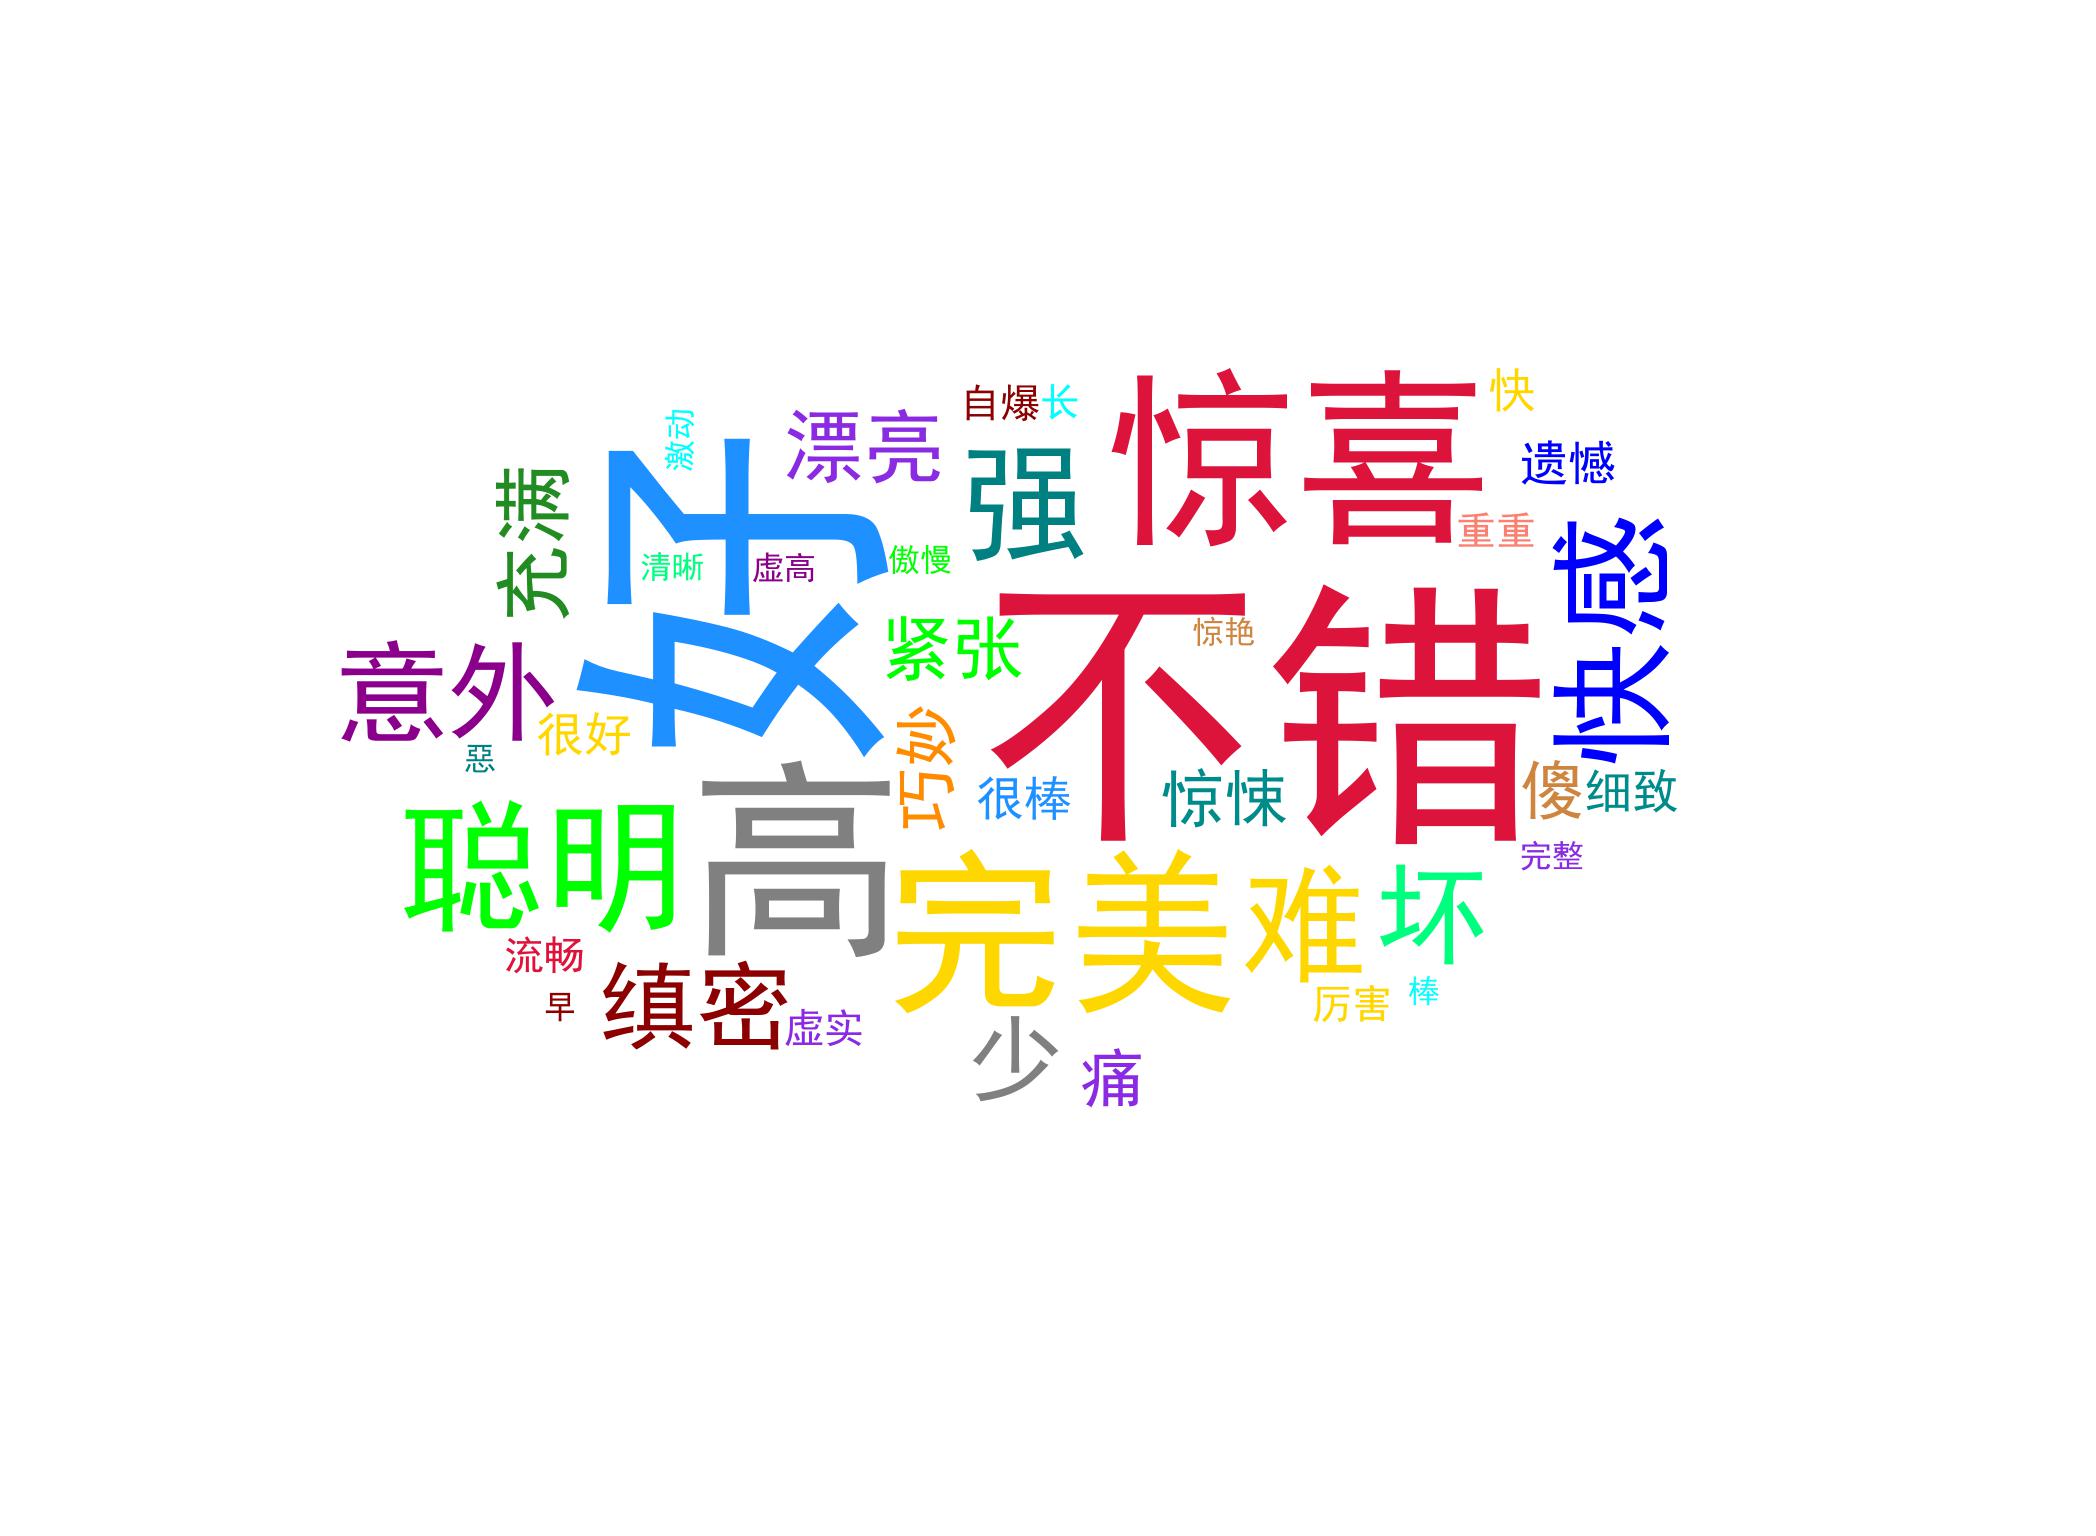 惊喜
快
自爆
长
漂亮
激动
强
遗憾
充满
好
重重
快感
清晰
虚高
傲慢
不错
惊艳
紧张
意外
很好
惡
巧妙
很棒
惊悚
傻
细致
聪明
高
完整
完美
难
坏
流畅
缜密
早
虚实
厉害
棒
少
痛